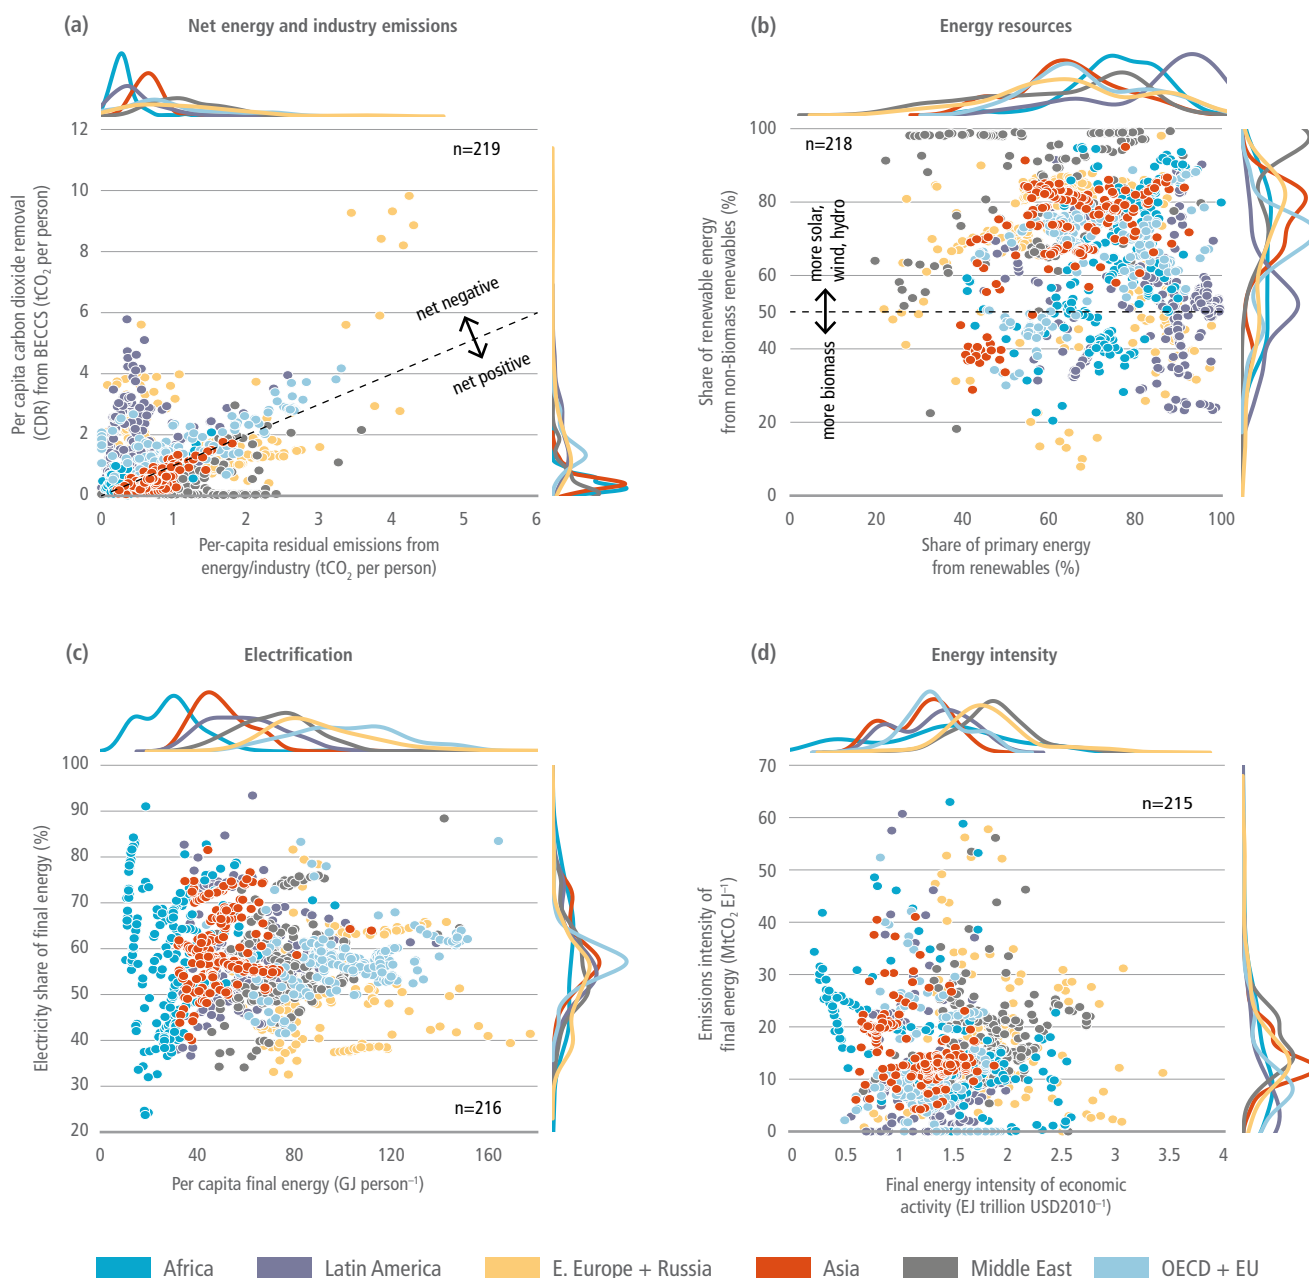 (a)
Net energy and industry emissions
Per capita carbon dioxide removal
(CDR) from BECCS (tCO₂ per person)
12
10
8
6
4
2
0
n=219
net negative
net positive
0 1 2 3 4 5 6
Per-capita residual emissions from
energy/industry (tCO₂ per person)
(b)
Energy resources
Share of renewable energy
from non-Biomass renewables (%)
100
80
60
50
40
20
0
n=218
more solar,
wind, hydro
more biomass
0 20 40 60 80 100
Share of primary energy
from renewables (%)
(c)
Electrification
Electricity share of final energy (%)
100
90
80
70
60
50
40
30
20
n=216
0 40 80 120 160
Per capita final energy (GJ person⁻¹)
(d)
Energy intensity
Emissions intensity of
final energy (MtCO₂ EJ⁻¹)
70
60
50
40
30
20
10
0
n=215
0 0.5 1 1.5 2 2.5 3 3.5 4
Final energy intensity of economic
activity (EJ trillion USD2010⁻¹)
Africa Latin America E. Europe + Russia Asia Middle East OECD + EU